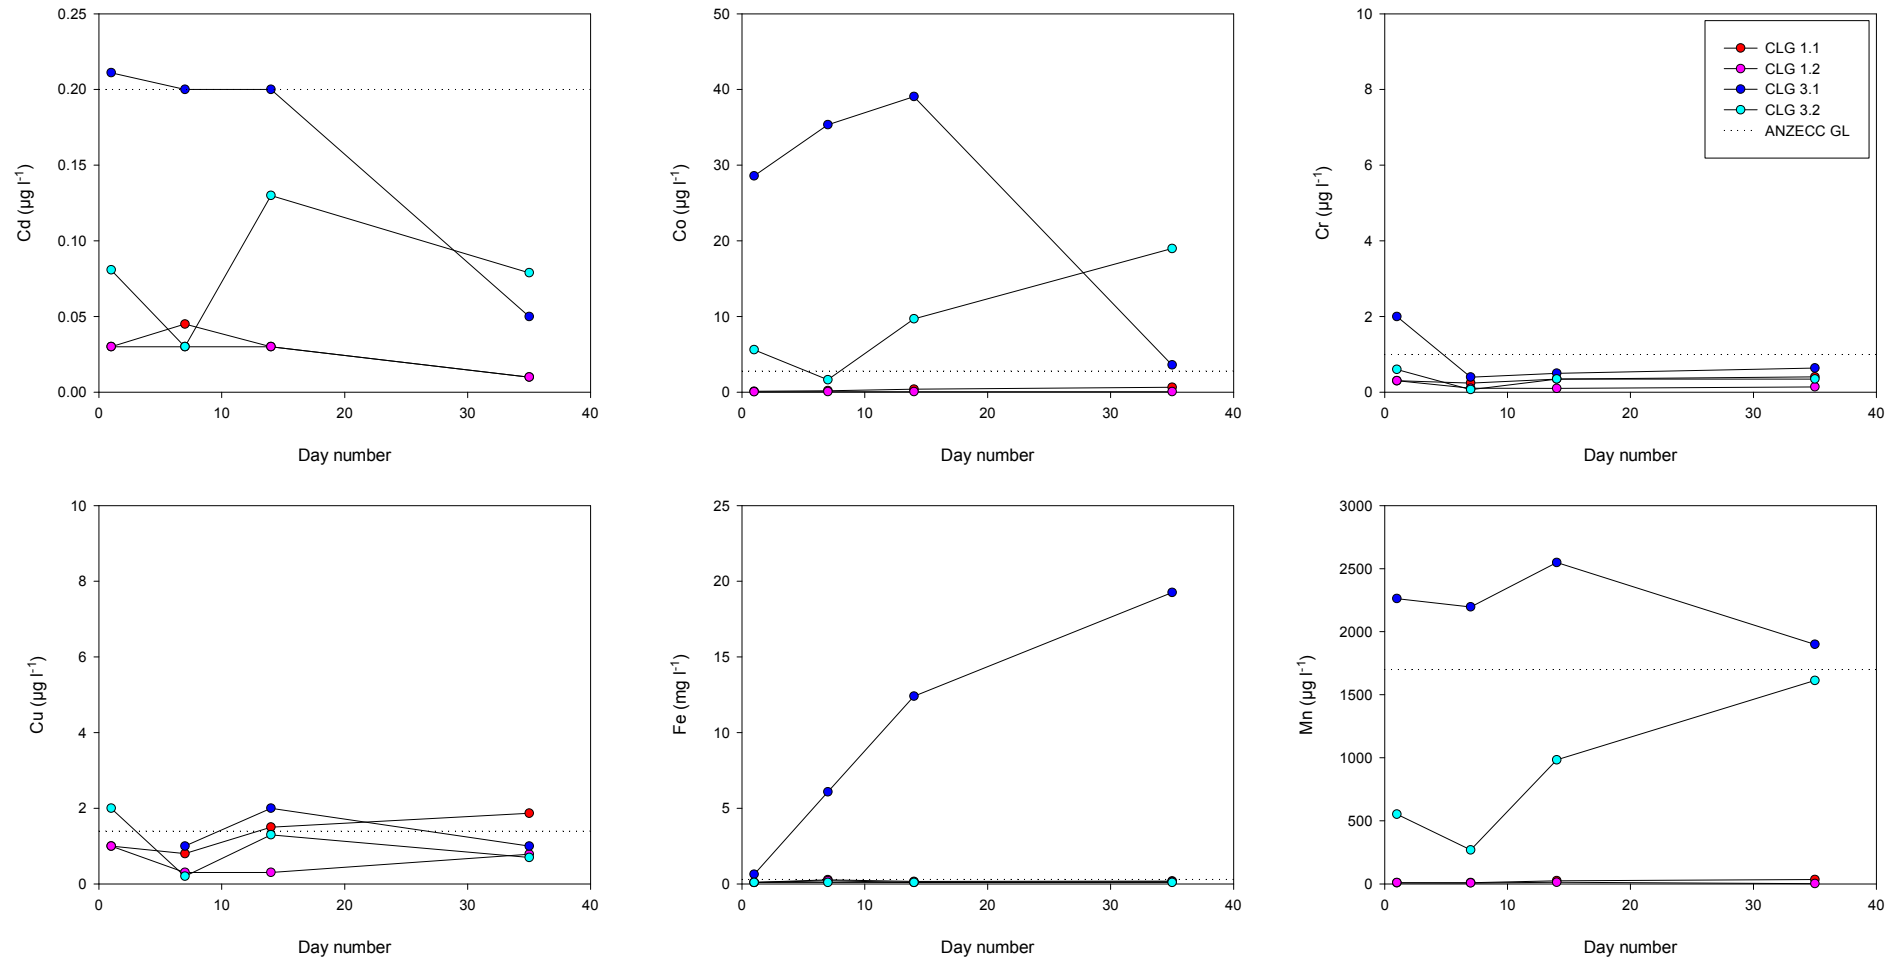 0.25
0.20
0.15
0.10
0.05
0.00
Cd (µg l-1)
0 10 20 30 40
Day number
50
40
30
20
10
0
Co (µg l-1)
0 10 20 30 40
Day number
10
8
6
4
2
0
Cr (µg l-1)
0 10 20 30 40
Day number
CLG 1.1
CLG 1.2
CLG 3.1
CLG 3.2
ANZECC GL
10
8
6
4
2
0
Cu (µg l-1)
0 10 20 30 40
Day number
25
20
15
10
5
0
Fe (mg l-1)
0 10 20 30 40
Day number
3000
2500
2000
1500
1000
500
0
Mn (µg l-1)
0 10 20 30 40
Day number